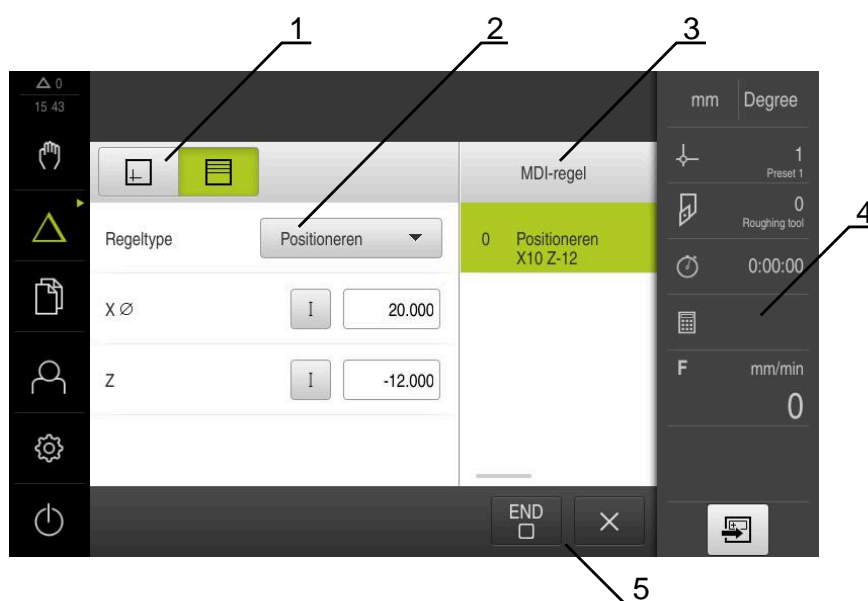 1 2 3
0
15 43
mm Degree
1
Preset 1
MDI-regel
0
Roughing tool
4
Regeltype Positioneren
0 Positioneren
X10 Z-12
0:00:00
X ∅ I 20.000
Z I -12.000
F mm/min
0
END
5